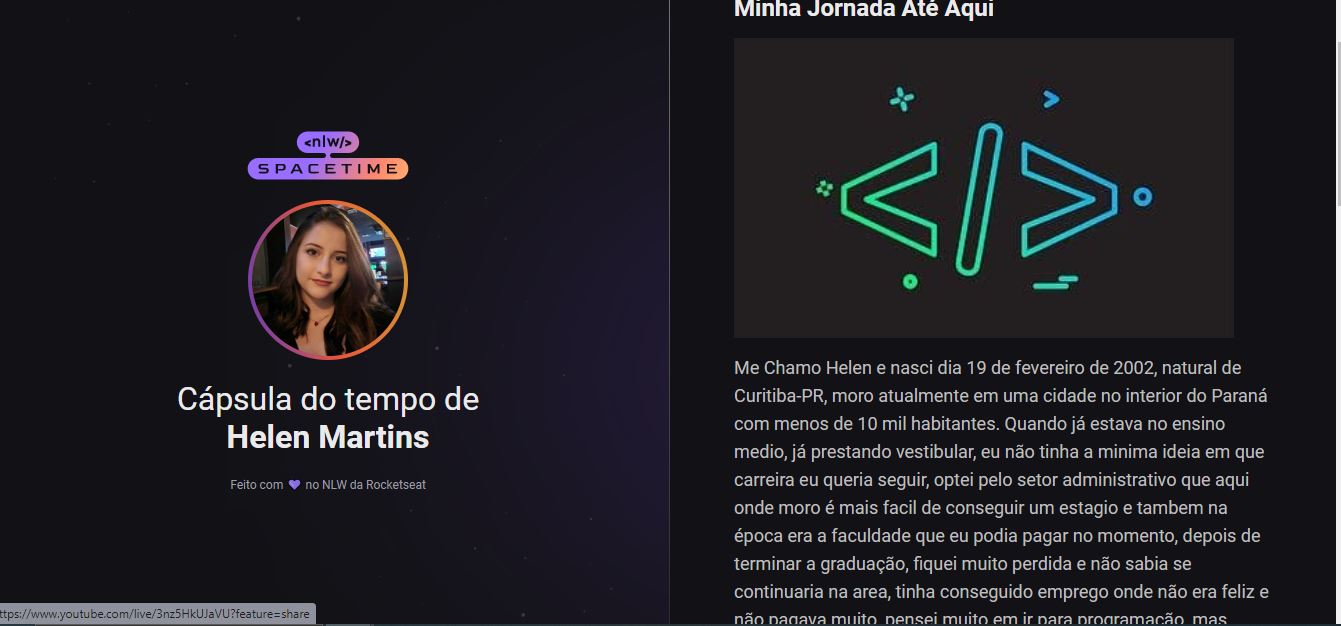 <nlw/>
SPACETIME
Cápsula do tempo de
Helen Martins
Feito com 💜 no NLW da Rocketseat
ttps://www.youtube.com/live/3nz5HkUJaVU?feature=share
Minha Jornada Até Aqui
</>
Me Chamo Helen e nasci dia 19 de fevereiro de 2002, natural de
Curitiba-PR, moro atualmente em uma cidade no interior do Paraná
com menos de 10 mil habitantes. Quando já estava no ensino
medio, já prestando vestibular, eu não tinha a minima ideia em que
carreira eu queria seguir, optei pelo setor administrativo que aqui
onde moro é mais facil de conseguir um estagio e tambem na
época era a faculdade que eu podia pagar no momento, depois de
terminar a graduação, fiquei muito perdida e não sabia se
continuaria na area, tinha conseguido emprego onde não era feliz e
não pagava muito, pensei muito em ir para programação, mas